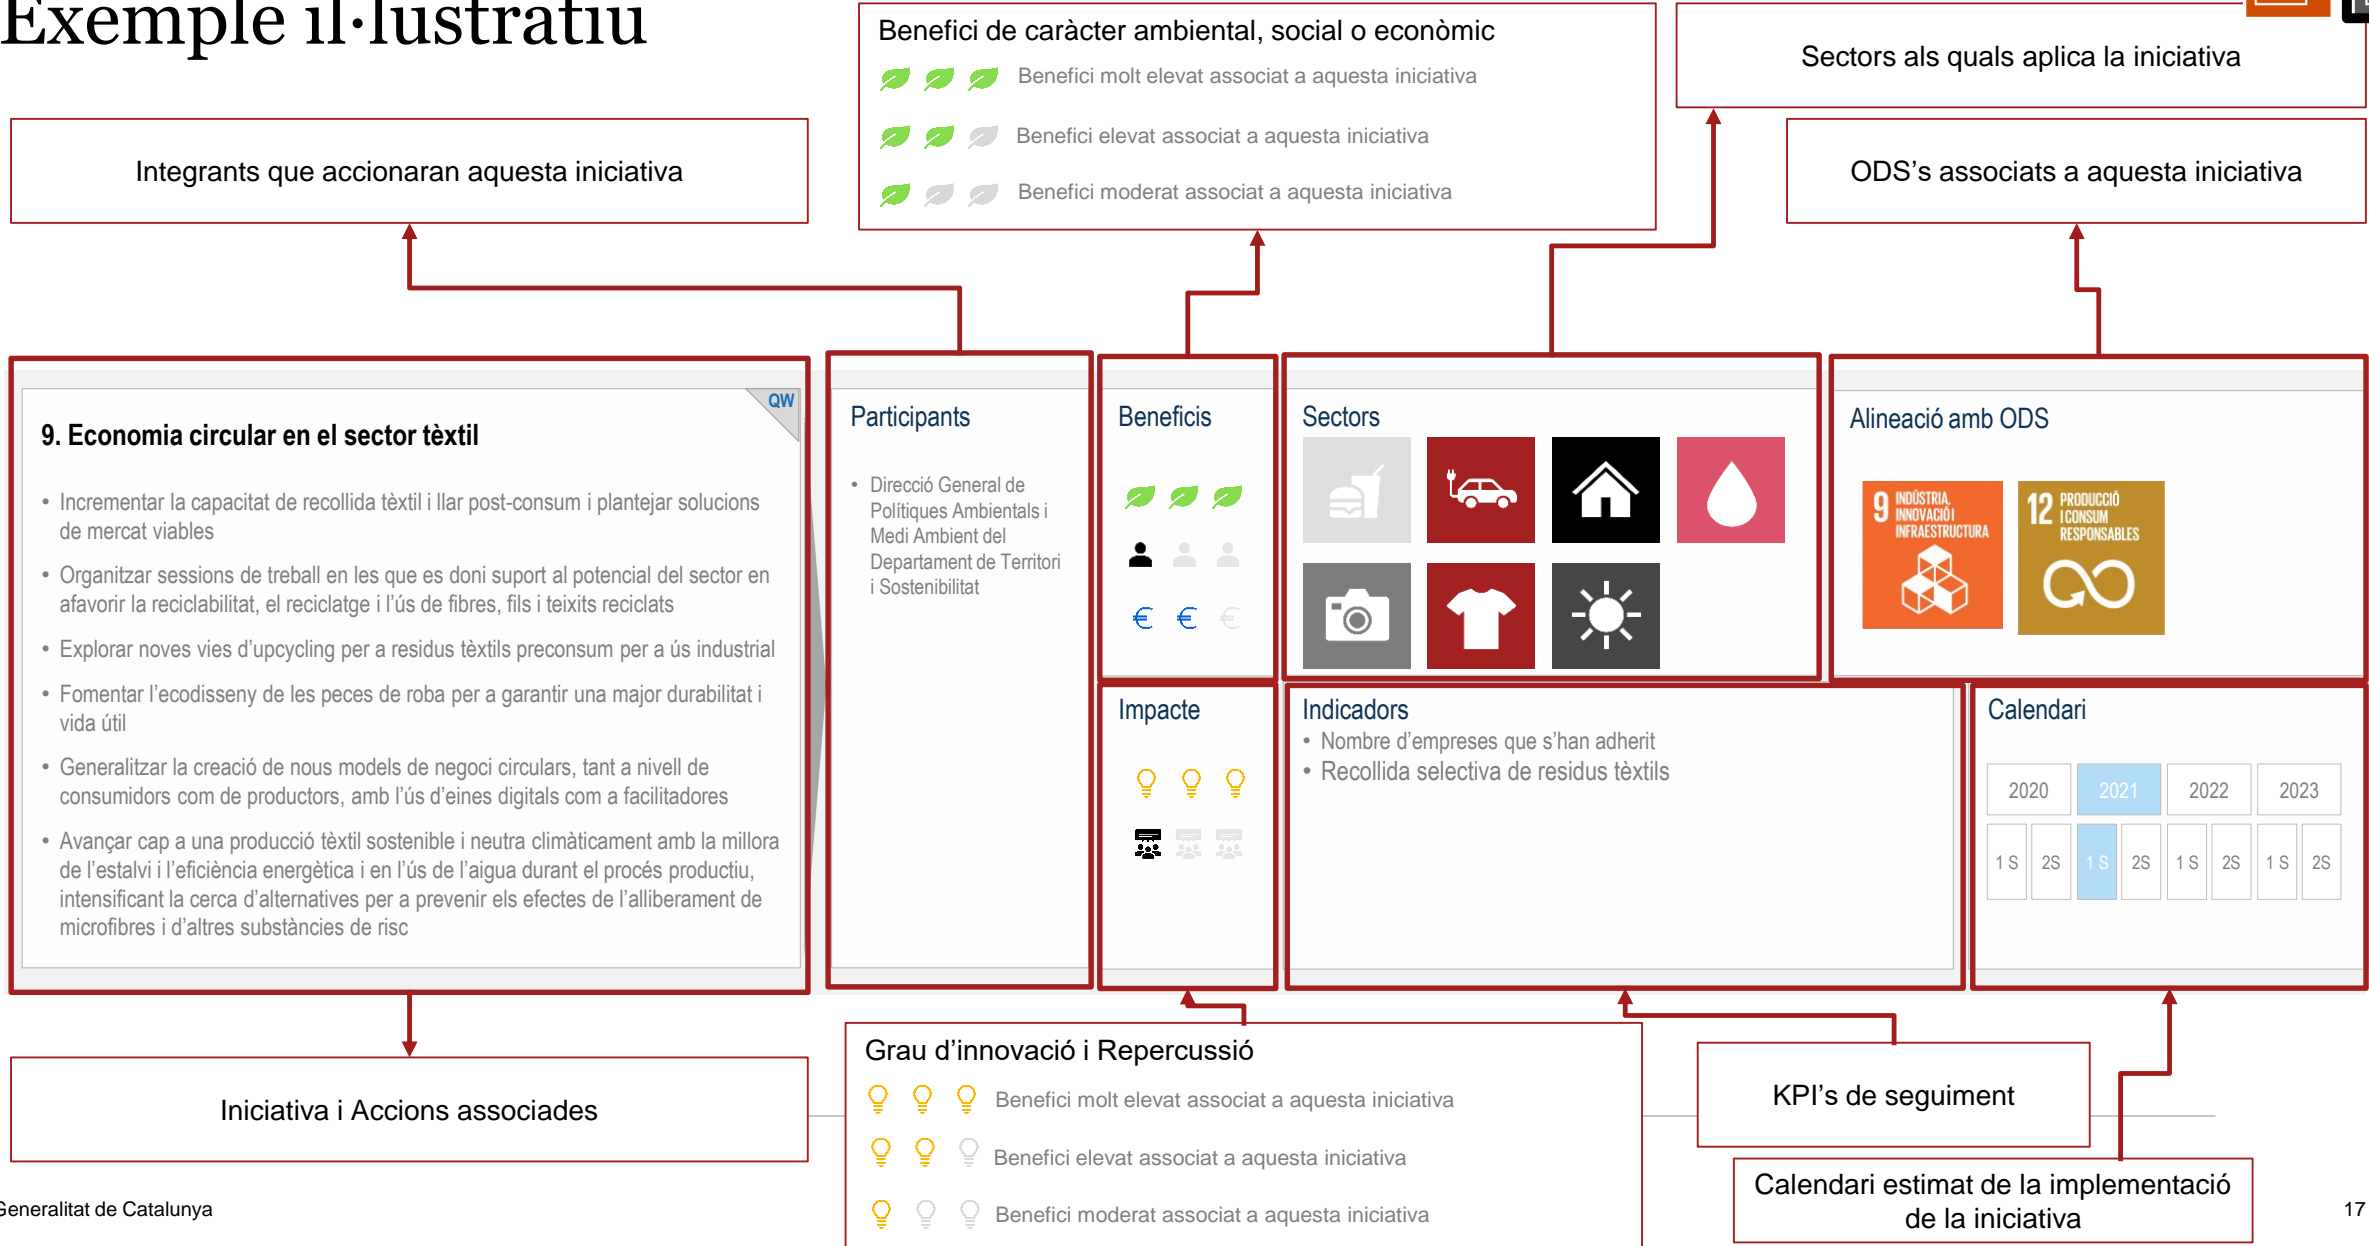 Exemple il·lustratiu
Benefici de caràcter ambiental, social o econòmic
Benefici molt elevat associat a aquesta iniciativa
Benefici elevat associat a aquesta iniciativa
Benefici moderat associat a aquesta iniciativa
Sectors als quals aplica la iniciativa
Integrants que accionaran aquesta iniciativa
ODS’s associats a aquesta iniciativa
QW
9. Economia circular en el sector tèxtil
• Incrementar la capacitat de recollida tèxtil i llar post-consum i plantejar solucions
de mercat viables
• Organitzar sessions de treball en les que es doni suport al potencial del sector en
afavorir la reciclabilitat, el reciclatge i l’ús de fibres, fils i teixits reciclats
• Explorar noves vies d’upcycling per a residus tèxtils preconsum per a ús industrial
• Fomentar l’ecodisseny de les peces de roba per a garantir una major durabilitat i
vida útil
• Generalitzar la creació de nous models de negoci circulars, tant a nivell de
consumidors com de productors, amb l’ús d’eines digitals com a facilitadores
• Avançar cap a una producció tèxtil sostenible i neutra climàticament amb la millora
de l’estalvi i l’eficiència energètica i en l’ús de l’aigua durant el procés productiu,
intensificant la cerca d’alternatives per a prevenir els efectes de l’alliberament de
microfibres i d’altres substàncies de risc
Participants
• Direcció General de
Polítiques Ambientals i
Medi Ambient del
Departament de Territori
i Sostenibilitat
Beneficis
€ € €
Sectors
Alineació amb ODS
9 INDÚSTRIA,
INNOVACIÓ I
INFRAESTRUCTURA
12 PRODUCCIÓ
I CONSUM
RESPONSABLES
Impacte
Indicadors
• Nombre d’empreses que s’han adherit
• Recollida selectiva de residus tèxtils
Calendari
2020 2021 2022 2023
1 S 2S 1 S 2S 1 S 2S 1 S 2S
Iniciativa i Accions associades
Grau d’innovació i Repercussió
Benefici molt elevat associat a aquesta iniciativa
Benefici elevat associat a aquesta iniciativa
Benefici moderat associat a aquesta iniciativa
KPI’s de seguiment
Calendari estimat de la implementació
de la iniciativa
Generalitat de Catalunya
17